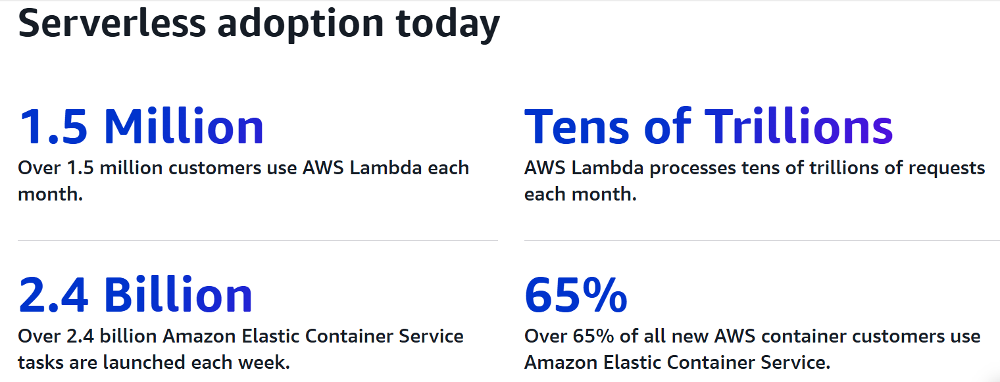 Serverless adoption today
1.5 Million
Over 1.5 million customers use AWS Lambda each
month.
Tens of Trillions
AWS Lambda processes tens of trillions of requests
each month.
2.4 Billion
Over 2.4 billion Amazon Elastic Container Service
tasks are launched each week.
65%
Over 65% of all new AWS container customers use
Amazon Elastic Container Service.